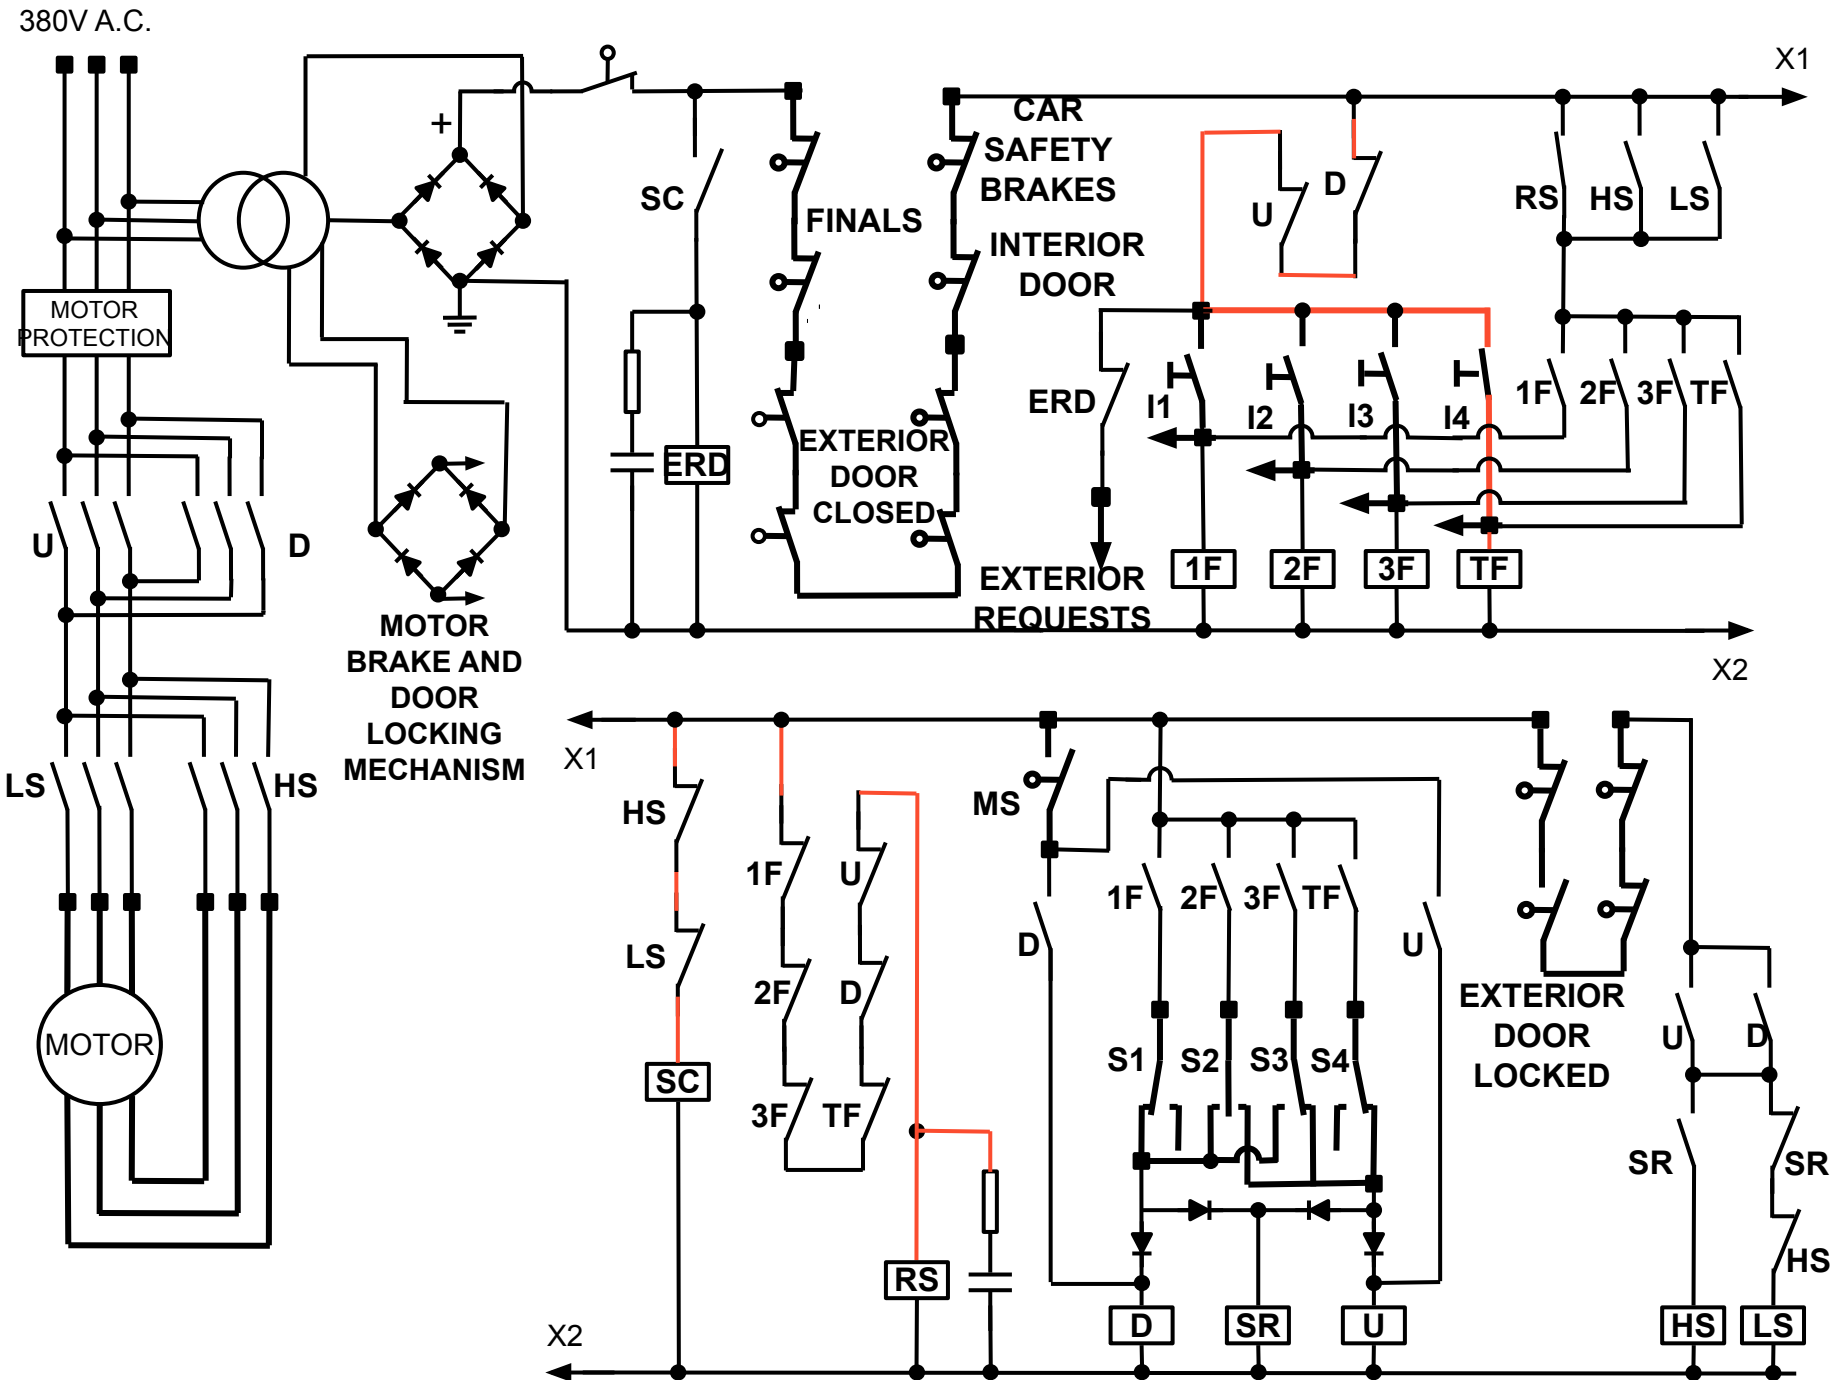 380V A.C.
X1
+
SC
FINALS
CAR
SAFETY
BRAKES
INTERIOR
DOOR
U
D
RS
HS
LS
MOTOR
PROTECTION
ERD
EXTERIOR
DOOR
CLOSED
ERD
I1
I2
I3
I4
1F
2F
3F
TF
U
D
EXTERIOR
REQUESTS
1F
2F
3F
TF
MOTOR
BRAKE AND
DOOR
LOCKING
MECHANISM
X2
X1
LS
HS
HS
LS
SC
1F
2F
3F
U
D
TF
RS
MS
D
1F
2F
3F
TF
U
S1
S2
S3
S4
EXTERIOR
DOOR
LOCKED
U
D
SR
SR
HS
MOTOR
D
SR
U
HS
LS
X2